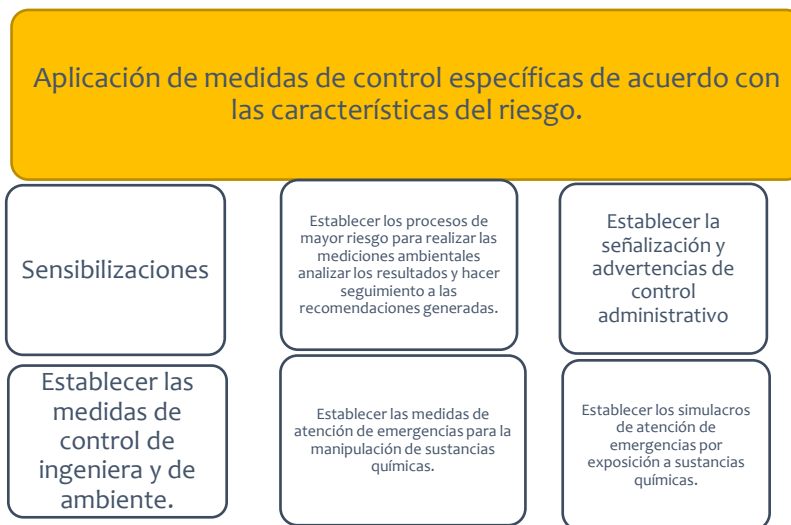 Aplicación de medidas de control específicas de acuerdo con
las características del riesgo.
Sensibilizaciones
Establecer los procesos de
mayor riesgo para realizar las
mediciones ambientales
analizar los resultados y hacer
seguimiento a las
recomendaciones generadas.
Establecer la
señalización y
advertencias de
control
administrativo
Establecer las
medidas de
control de
ingeniera y de
ambiente.
Establecer las medidas de
atención de emergencias para la
manipulación de sustancias
químicas.
Establecer los simulacros
de atención de
emergencias por
exposición a sustancias
químicas.